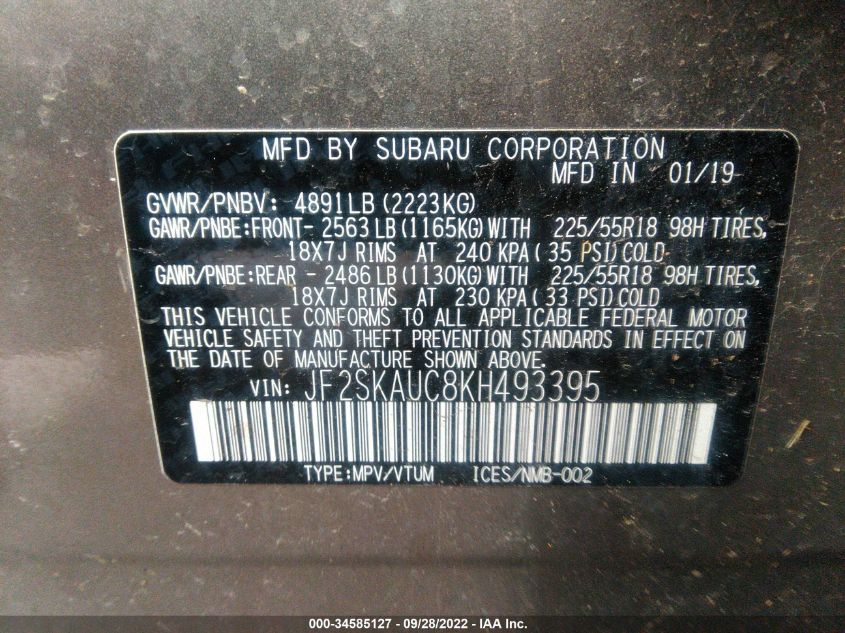 MFD BY SUBARU CORPORATION
MFD IN 01/19
GVWR/PNBV: 4891LB (2223KG)
GAWR/PNBE:FRONT- 2563 LB (1165KG) WITH 225/55R18 98H TIRES,
18X7J RIMS AT 240 KPA ( 35 PSI) COLD
GAWR/PNBE:REAR - 2486 LB (1130KG) WITH 225/55R18 98H TIRES,
18X7J RIMS AT 230 KPA ( 33 PSI) COLD
THIS VEHICLE CONFORMS TO ALL APPLICABLE FEDERAL MOTOR
VEHICLE SAFETY AND THEFT PREVENTION STANDARDS IN EFFECT ON
THE DATE OF MANUFACTURE SHOWN ABOVE.
VIN: JF2SKAUC8KH493395
TYPE:MPV/VTUM ICES/NMB-002
000-34585127 - 09/28/2022 - IAA Inc.